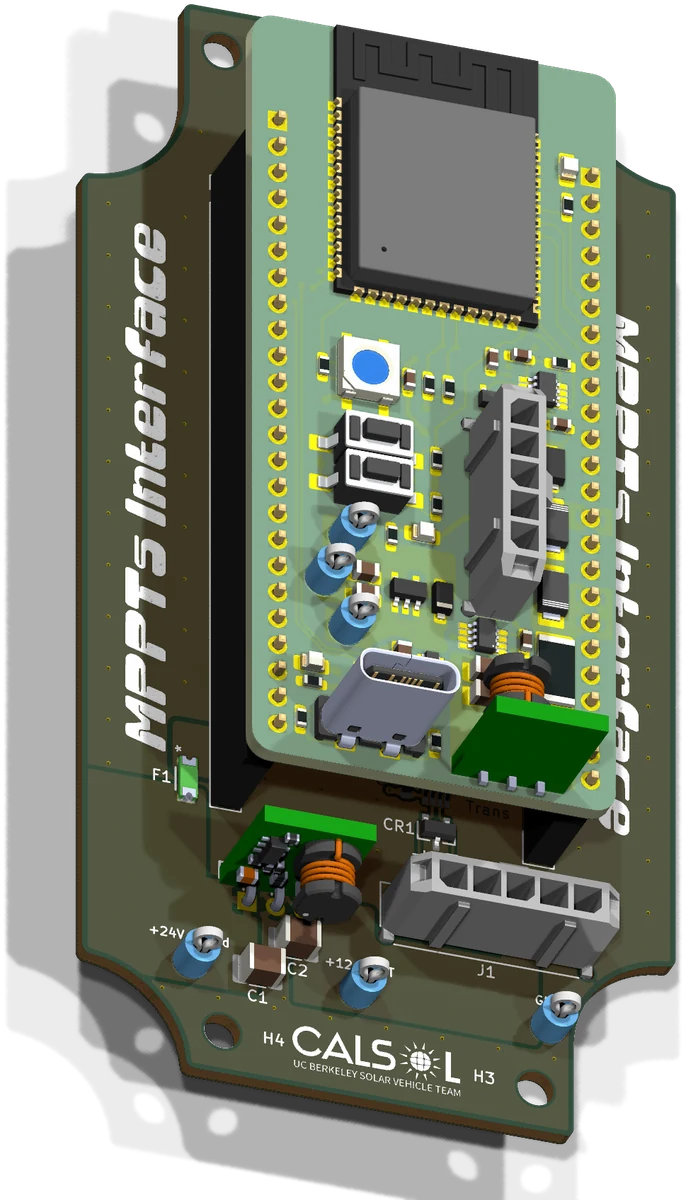 MPPTs Interface
MPPTs Interface
F1
Trans
CR1
+24V
C2
C1
+12
J1
G
H4
CALSOL
H3
UC BERKELEY SOLAR VEHICLE TEAM